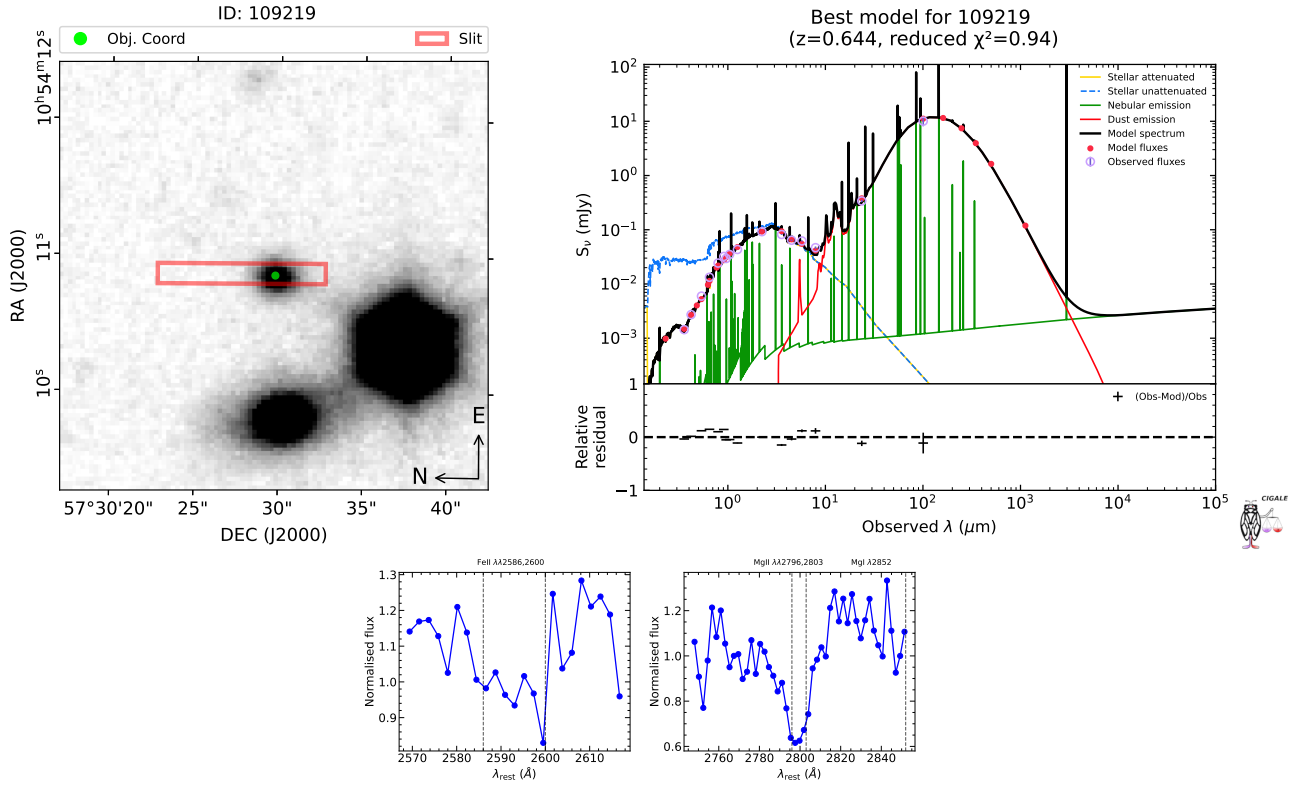 ID: 109219
Obj. Coord
Slit
10ʰ54ᵐ12ˢ
11ˢ
10ˢ
RA (J2000)
E
N
57°30'20"
25"
30"
35"
40"
DEC (J2000)
Best model for 109219
(z=0.644, reduced χ²=0.94)
Stellar attenuated
Stellar unattenuated
Nebular emission
Dust emission
Model spectrum
Model fluxes
Observed fluxes
10²
10¹
10⁰
10⁻¹
10⁻²
10⁻³
Sᵥ (mJy)
1
0
−1
Relative
residual
(Obs-Mod)/Obs
10⁰
10¹
10²
10³
10⁴
10⁵
Observed λ (μm)
CIGALE
FeII λλ2586,2600
1.3
1.2
1.1
1.0
0.9
Normalised flux
2570
2580
2590
2600
2610
λrest (Å)
MgII λλ2796,2803
MgI λ2852
1.2
1.0
0.8
0.6
Normalised flux
2760
2780
2800
2820
2840
λrest (Å)